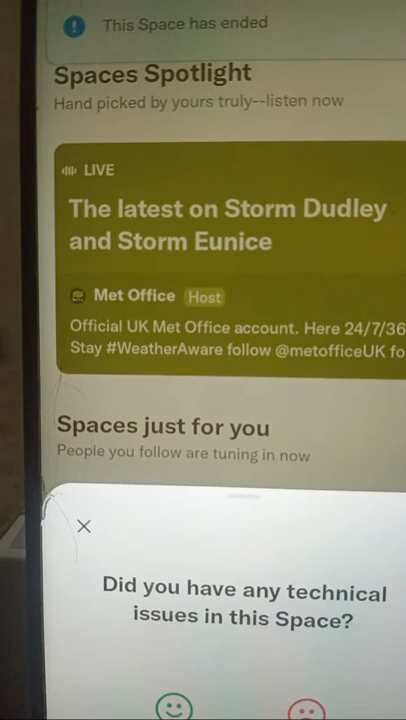 This Space has ended
Spaces Spotlight
Hand picked by yours truly--listen now
LIVE
The latest on Storm Dudley
and Storm Eunice
Met Office Host
Official UK Met Office account. Here 24/7/36
Stay #WeatherAware follow @metofficeUK fo
Spaces just for you
People you follow are tuning in now
Did you have any technical
issues in this Space?